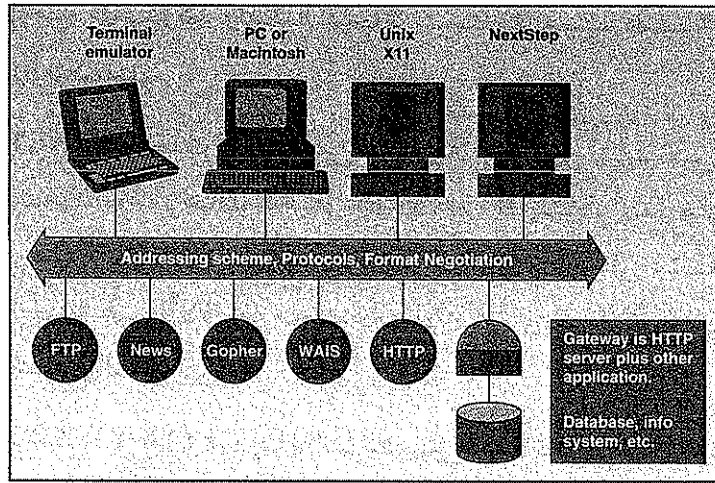 Terminal
emulator
PC or
Macintosh
Unix
X11
NextStep
Addressing scheme, Protocols, Format Negotiation
FTP
News
Gopher
WAIS
HTTP
Gateway is HTTP
server plus other
application.
Database, info
system, etc.